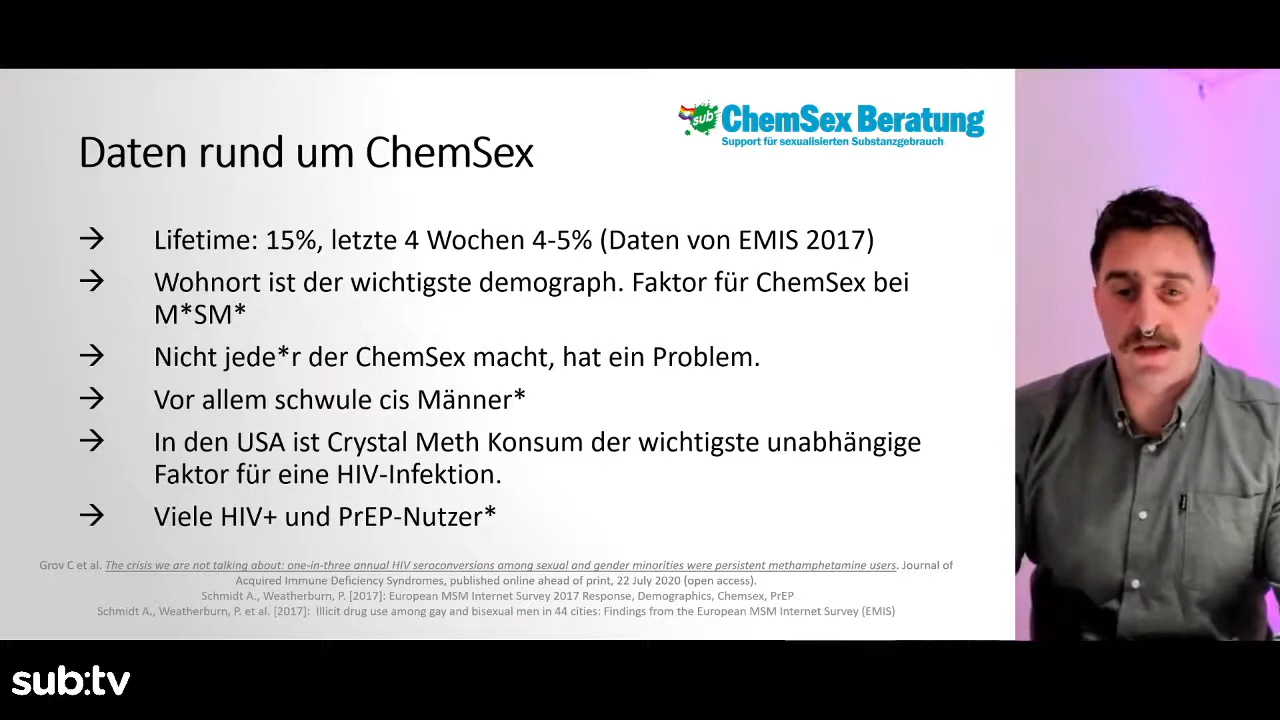 sub
ChemSex Beratung
Support für sexualisierten Substanzgebrauch
Daten rund um ChemSex
→ Lifetime: 15%, letzte 4 Wochen 4-5% (Daten von EMIS 2017)
→ Wohnort ist der wichtigste demograph. Faktor für ChemSex bei
M*SM*
→ Nicht jede*r der ChemSex macht, hat ein Problem.
→ Vor allem schwule cis Männer*
→ In den USA ist Crystal Meth Konsum der wichtigste unabhängige
Faktor für eine HIV-Infektion.
→ Viele HIV+ und PrEP-Nutzer*
Grov C et al. The crisis we are not talking about: one-in-three annual HIV seroconversions among sexual and gender minorities were persistent methamphetamine users. Journal of
Acquired Immune Deficiency Syndromes, published online ahead of print, 22 July 2020 (open access).
Schmidt A., Weatherburn, P. [2017]: European MSM Internet Survey 2017 Response, Demographics, Chemsex, PrEP
Schmidt A., Weatherburn, P. et al. [2017]: Illicit drug use among gay and bisexual men in 44 cities: Findings from the European MSM Internet Survey (EMIS)
sub:tv